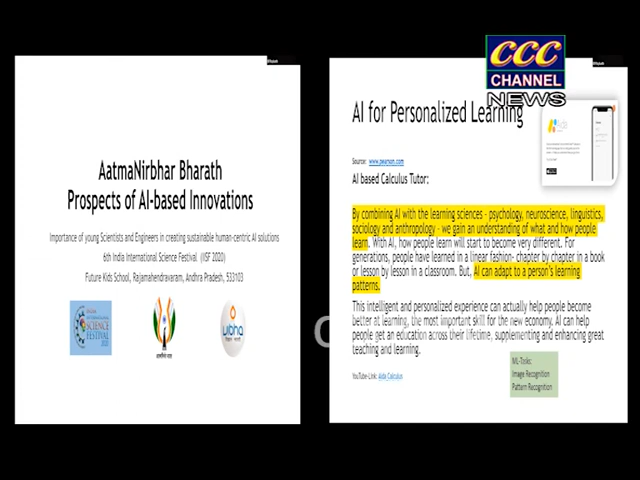 CCC
CHANNEL
NEWS
AatmaNirbhar Bharath
Prospects of AI-based Innovations
Importance of young Scientists and Engineers in creating sustainable human-centric AI solutions
6th India International Science Festival (IISF 2020)
Future Kids School, Rajamahendravaram, Andhra Pradesh, 533103
SCIENCE
FESTIVAL
vibha
AI for Personalized Learning
Source: www.pearson.com
AI based Calculus Tutor:
By combining AI with the learning sciences - psychology, neuroscience, linguistics,
sociology and anthropology - we gain an understanding of what and how people
learn. With AI, how people learn will start to become very different. For
generations, people have learned in a linear fashion- chapter by chapter in a book
or lesson by lesson in a classroom. But, AI can adapt to a person's learning
patterns.
This intelligent and personalized experience can actually help people become
better at learning, the most important skill for the new economy. AI can help
people get an education across their lifetime, supplementing and enhancing great
teaching and learning.
YouTube-Link: Aida Calculus
ML-Tasks:
Image Recognition
Pattern Recognition